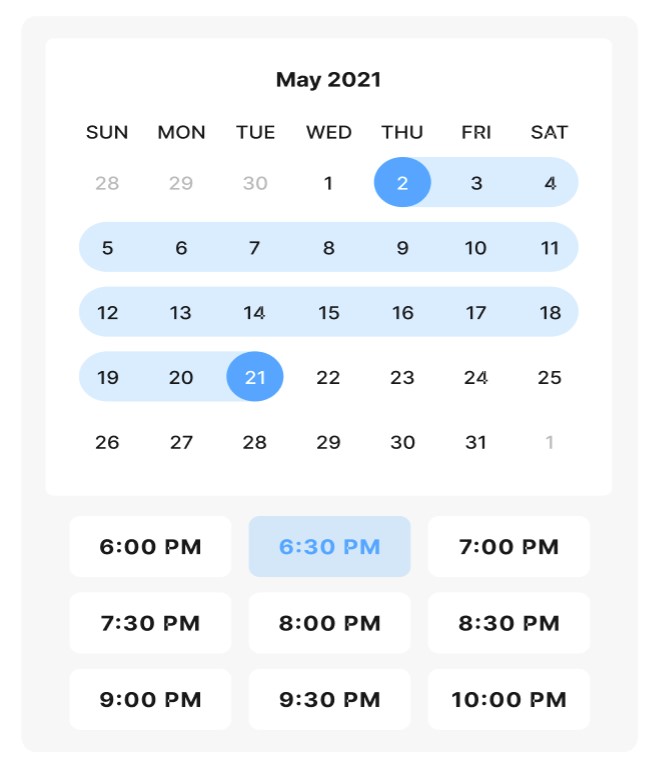 May 2021
SUN MON TUE WED THU FRI SAT
28 29 30 1 2 3 4
5 6 7 8 9 10 11
12 13 14 15 16 17 18
19 20 21 22 23 24 25
26 27 28 29 30 31 1
6:00 PM 6:30 PM 7:00 PM
7:30 PM 8:00 PM 8:30 PM
9:00 PM 9:30 PM 10:00 PM